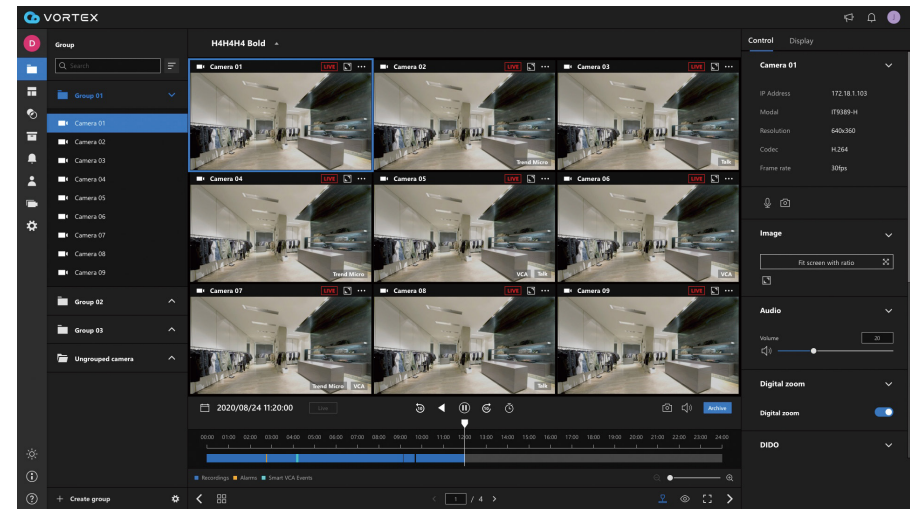 VORTEX
J
D
Group
Search
Group 01
Camera 01
Camera 02
Camera 03
Camera 04
Camera 05
Camera 06
Camera 07
Camera 08
Camera 09
Group 02
Group 03
Ungrouped camera
+ Create group
H4H4H4 Bold
Camera 01 LIVE
Camera 02 LIVE
Trend Micro
Camera 03 LIVE
Talk
Camera 04 LIVE
Trend Micro
Camera 05 LIVE
VCA Talk
Camera 06 LIVE
VCA
Camera 07 LIVE
Trend Micro VCA
Camera 08 LIVE
Talk
Camera 09 LIVE
2020/08/24 11:20:00 Live
10 10
Archive
00:00 01:00 02:00 03:00 04:00 05:00 06:00 07:00 08:00 09:00 10:00 11:00 12:00 13:00 14:00 15:00 16:00 17:00 18:00 19:00 20:00 21:00 22:00 23:00 24:00
Recordings Alarms Smart VCA Events
1 / 4
Control Display
Camera 01
IP Address 172.18.1.103
Modal IT9389-H
Resolution 640x360
Codec H.264
Frame rate 30fps
Image
Fit screen with ratio
Audio
Volume 20
Digital zoom
Digital zoom
DIDO